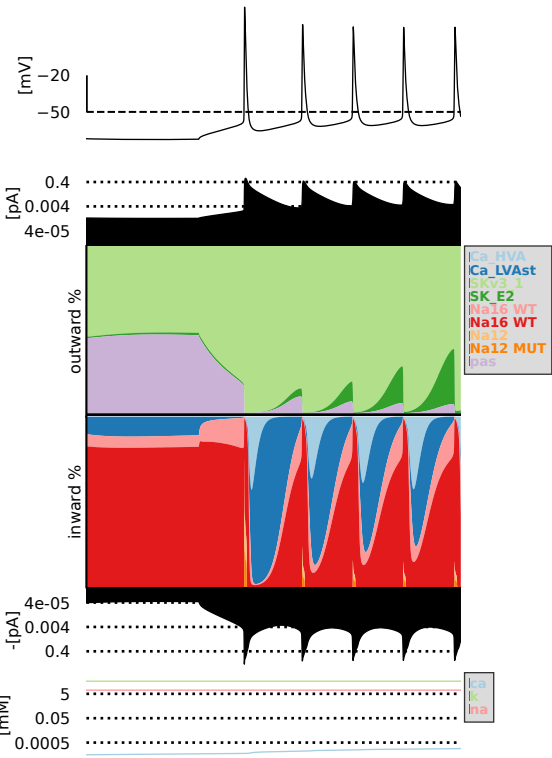 [mV]
−20
−50
[pA]
0.4
0.004
4e-05
outward %
Ca_HVA
Ca_LVAst
SKv3_1
SK_E2
Na16 WT
Na16 WT
Na12
Na12 MUT
pas
inward %
-[pA]
4e-05
0.004
0.4
[mM]
5
0.05
0.0005
ca
k
na